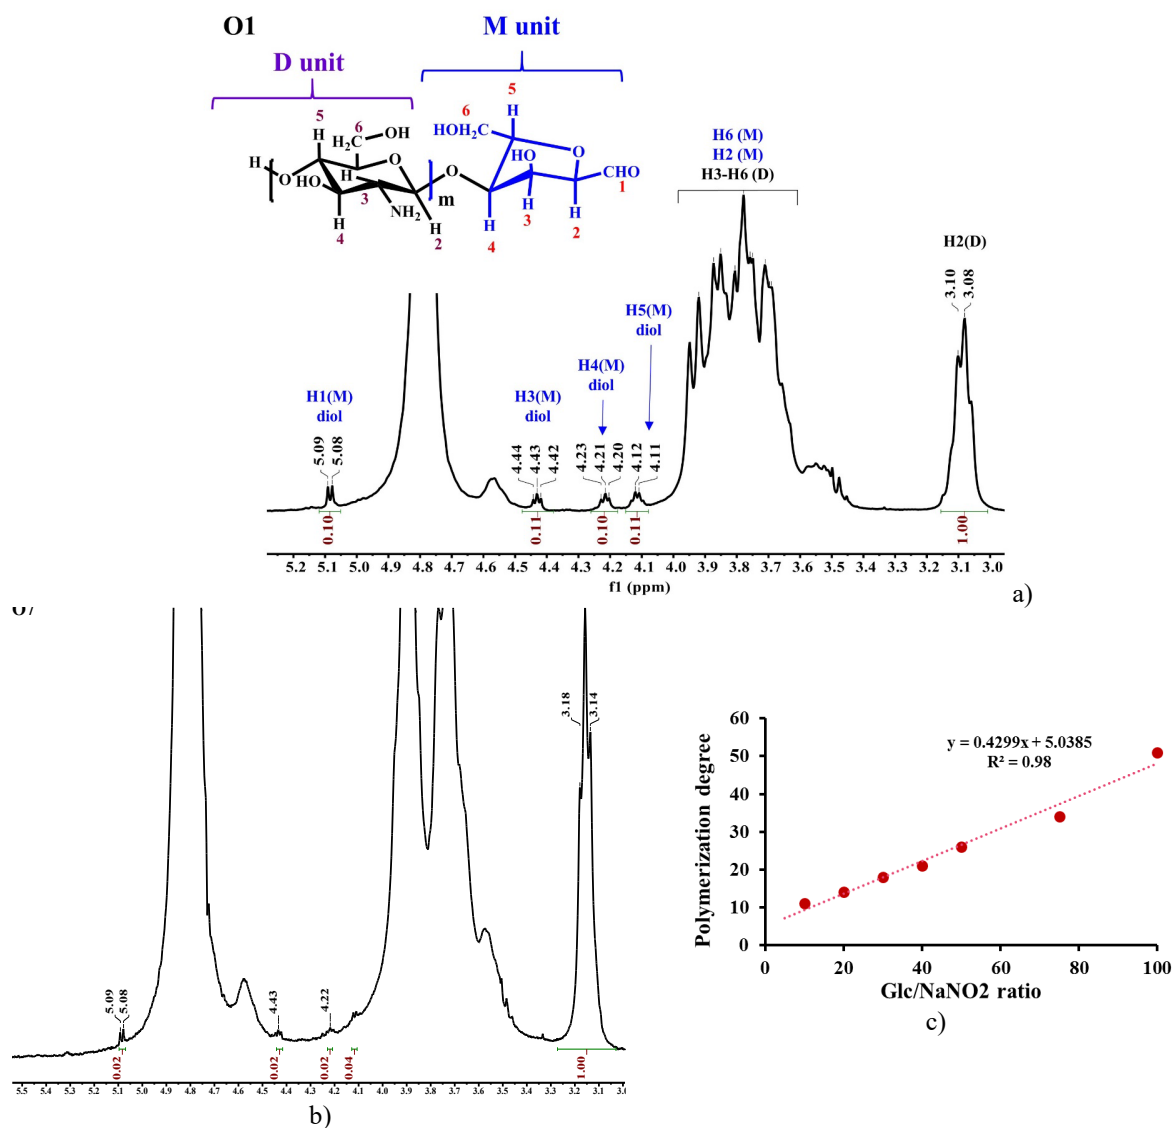 O1
M unit
D unit
5
6
H
HOH₂C
O
HO
CHO
1
H
3
H
2
H
4
5
H
6
H₂C
OH
H
O
HO
H
3
NH₂
H
4
H
2
O
m
O
H6 (M)
H2 (M)
H3-H6 (D)
H2(D)
3.10
3.08
H5(M)
diol
H4(M)
diol
H3(M)
diol
H1(M)
diol
5.09
5.08
4.44
4.43
4.42
4.23
4.21
4.20
4.12
4.11
0.10
0.11
0.10
0.11
1.00
5.2 5.1 5.0 4.9 4.8 4.7 4.6 4.5 4.4 4.3 4.2 4.1 4.0 3.9 3.8 3.7 3.6 3.5 3.4 3.3 3.2 3.1 3.0
f1 (ppm)
a)
3.18
3.14
5.09
5.08
4.43
4.22
0.02
0.02
0.02
0.04
1.00
5.5 5.4 5.3 5.2 5.1 5.0 4.9 4.8 4.7 4.6 4.5 4.4 4.3 4.2 4.1 4.0 3.9 3.8 3.7 3.6 3.5 3.4 3.3 3.2 3.1 3.0
b)
y = 0.4299x + 5.0385
R² = 0.98
60
50
40
30
20
10
0
0 20 40 60 80 100
Polymerization degree
Glc/NaNO2 ratio
c)